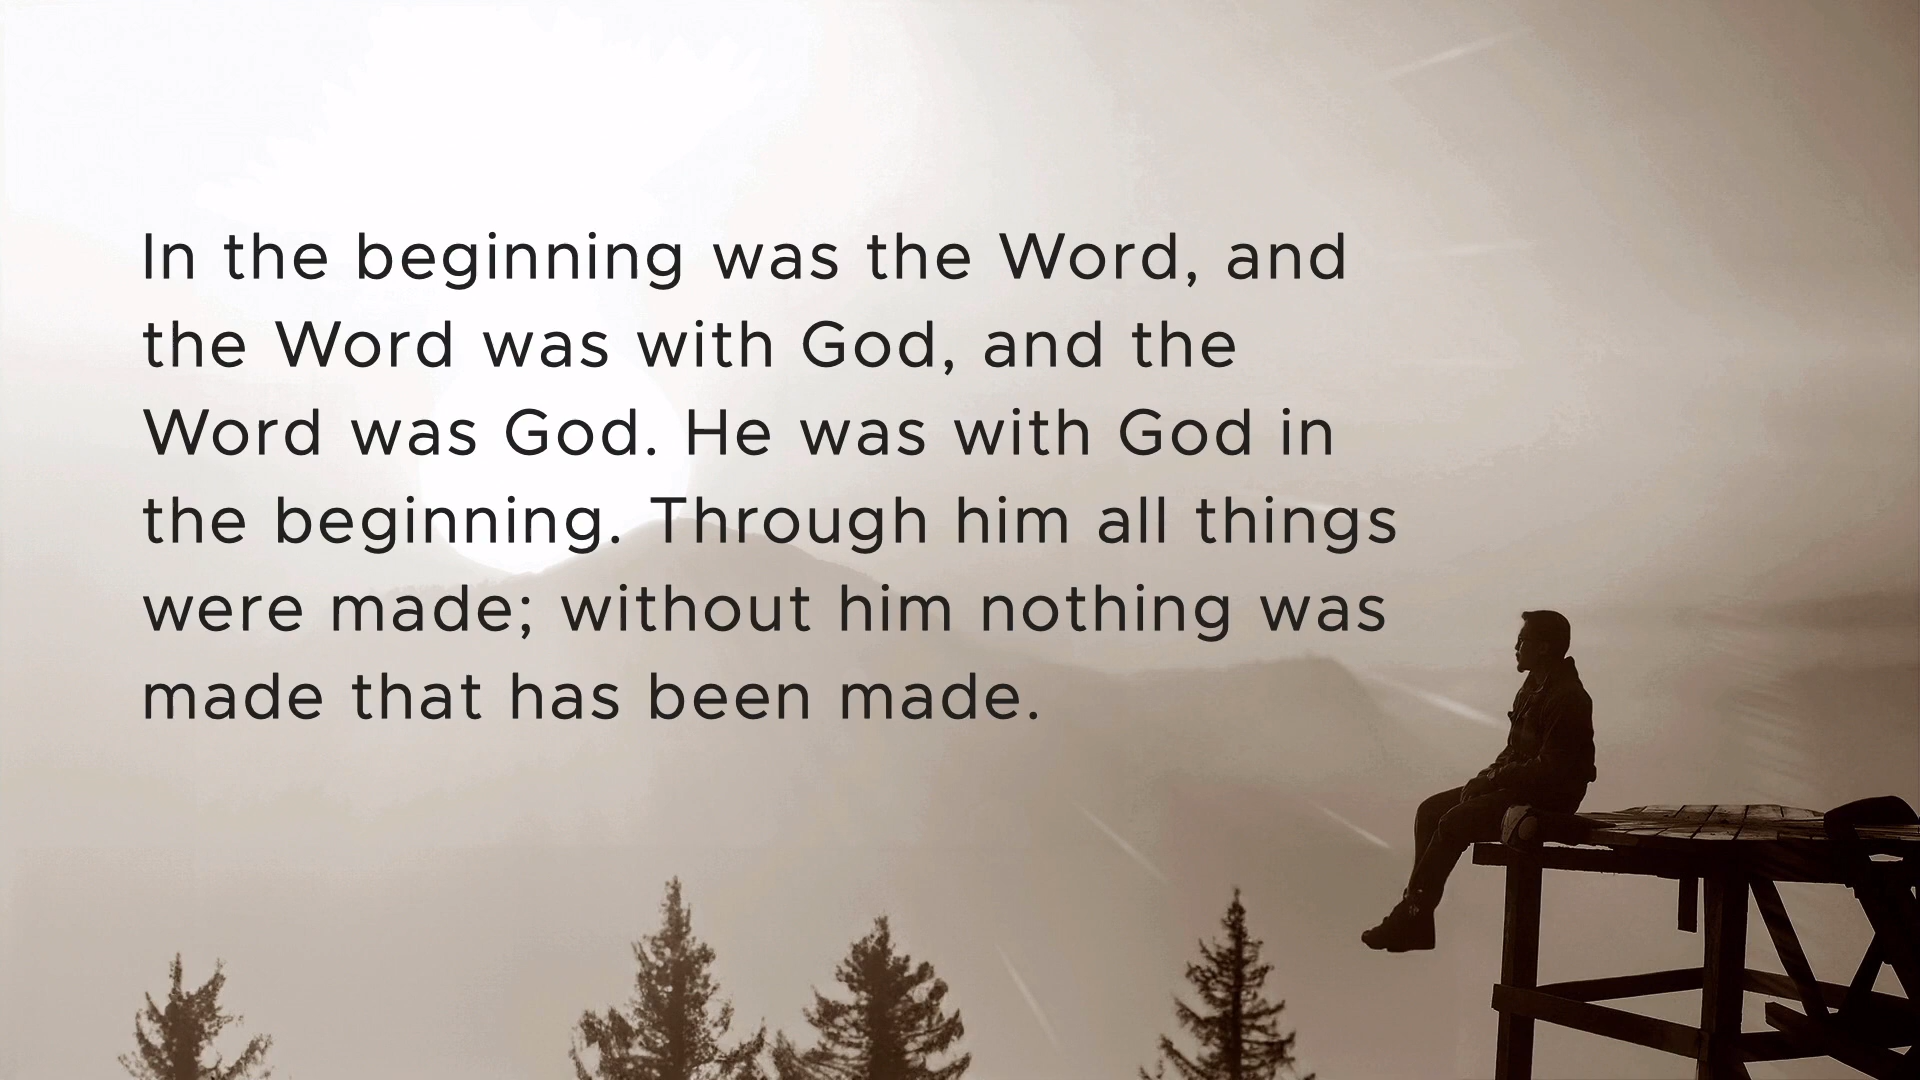 In the beginning was the Word, and
the Word was with God, and the
Word was God. He was with God in
the beginning. Through him all things
were made; without him nothing was
made that has been made.